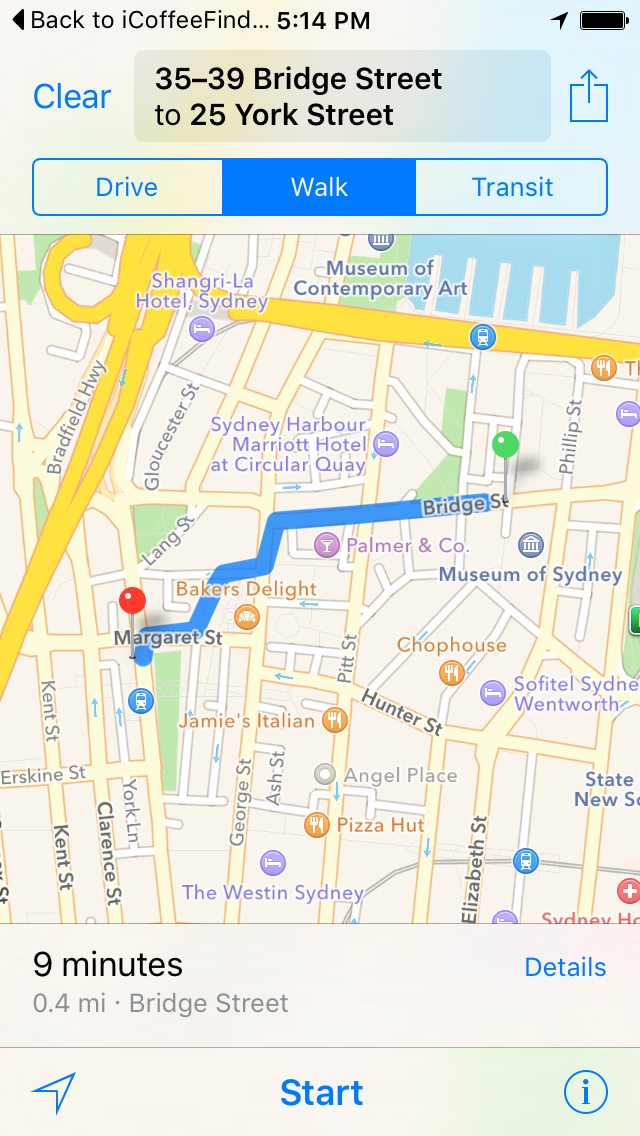 Back to iCoffeeFind... 5:14 PM
Clear
35–39 Bridge Street
to 25 York Street
Drive
Walk
Transit
Museum of
Contemporary Art
Shangri-La
Hotel, Sydney
Bradfield Hwy
Gloucester St
Phillip St
Sydney Harbour
Marriott Hotel
at Circular Quay
Bridge St
Lang St
Palmer & Co.
Museum of Sydney
Bakers Delight
Margaret St
Chophouse
Pitt St
Sofitel Sydne
Wentworth
Kent St
Hunter St
Jamie's Italian
Erskine St
York Ln
George St
Ash St
Angel Place
State
New So
Clarence St
Kent St
Pizza Hut
Elizabeth St
The Westin Sydney
Sydney Ho
9 minutes
Details
0.4 mi · Bridge Street
Start